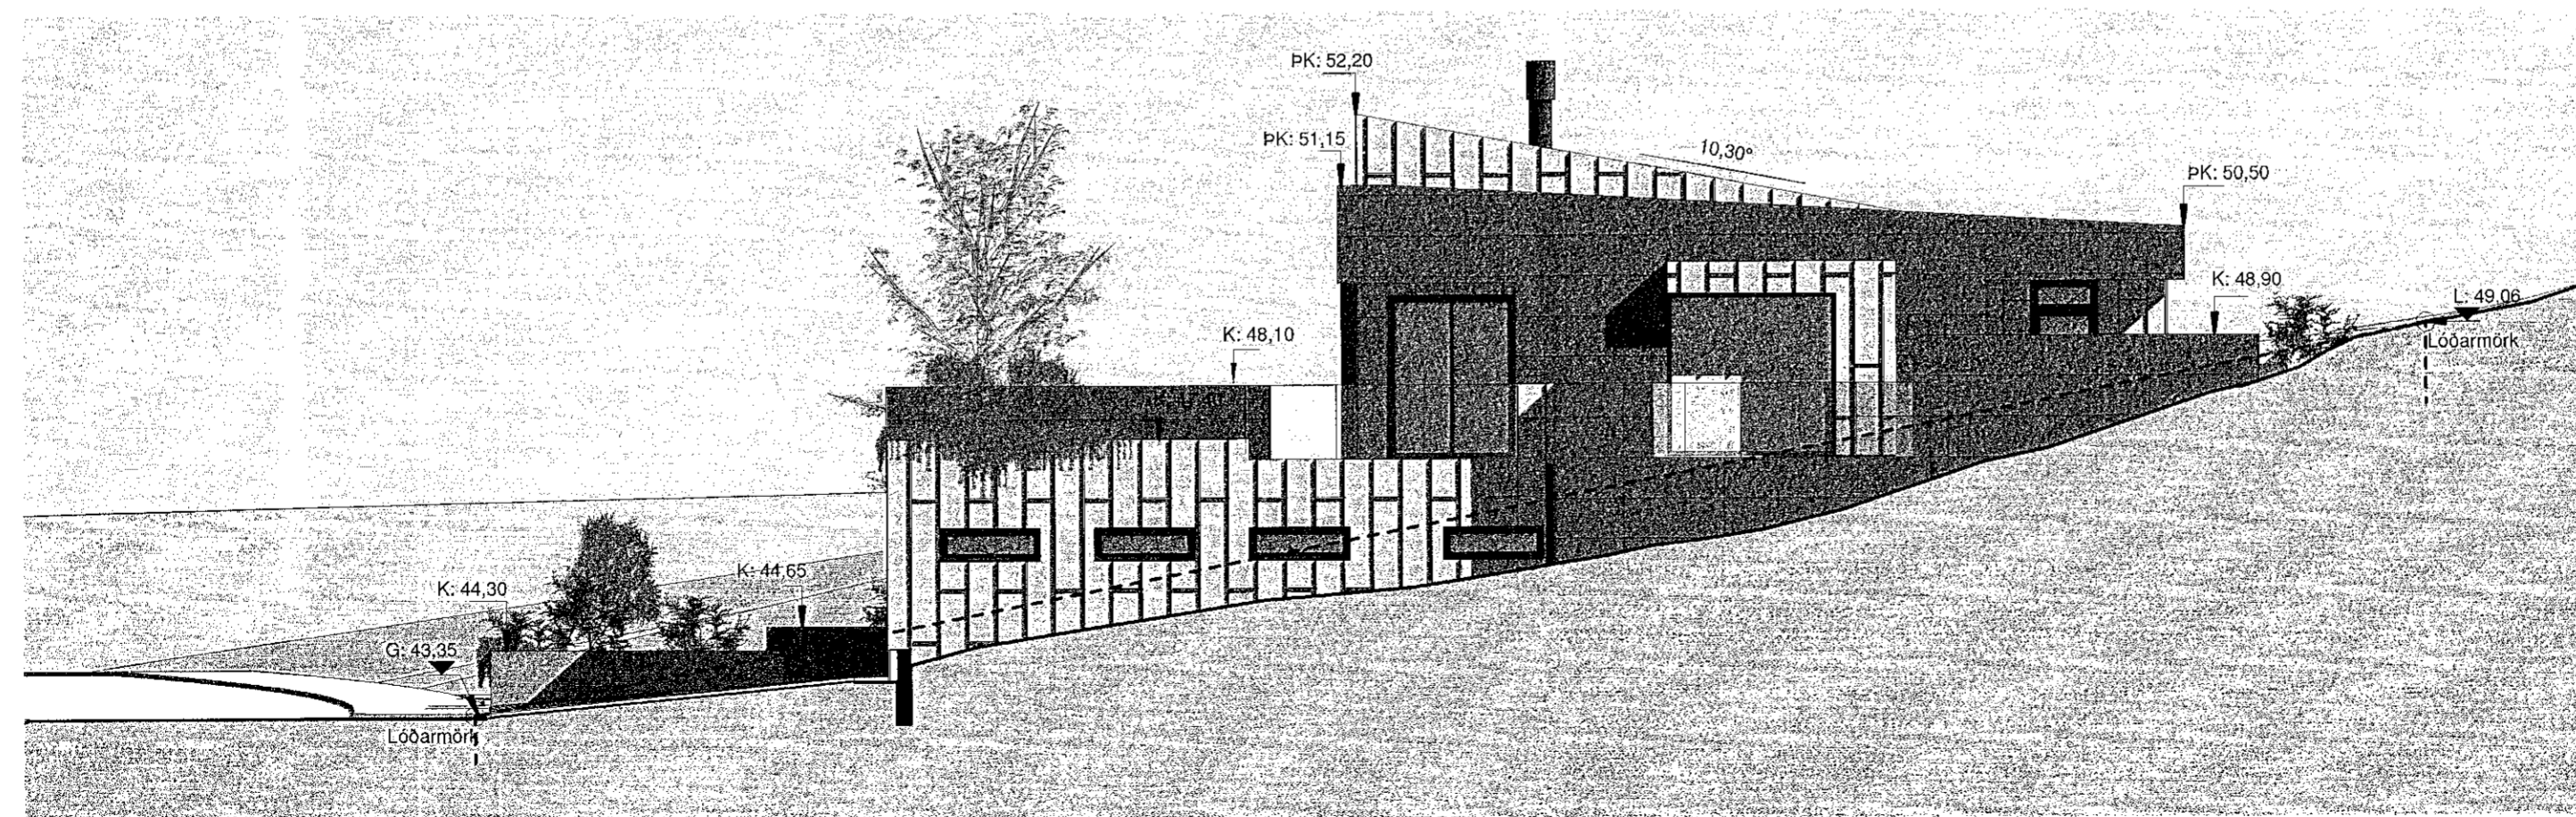 ÞK: 52,20
ÞK: 51,15
10,30°
ÞK: 50,50
K: 48,90
L: 49,06
Lóðarmörk
K: 48,10
K: 44,65
K: 44,30
G: 43,35
Lóðarmörk